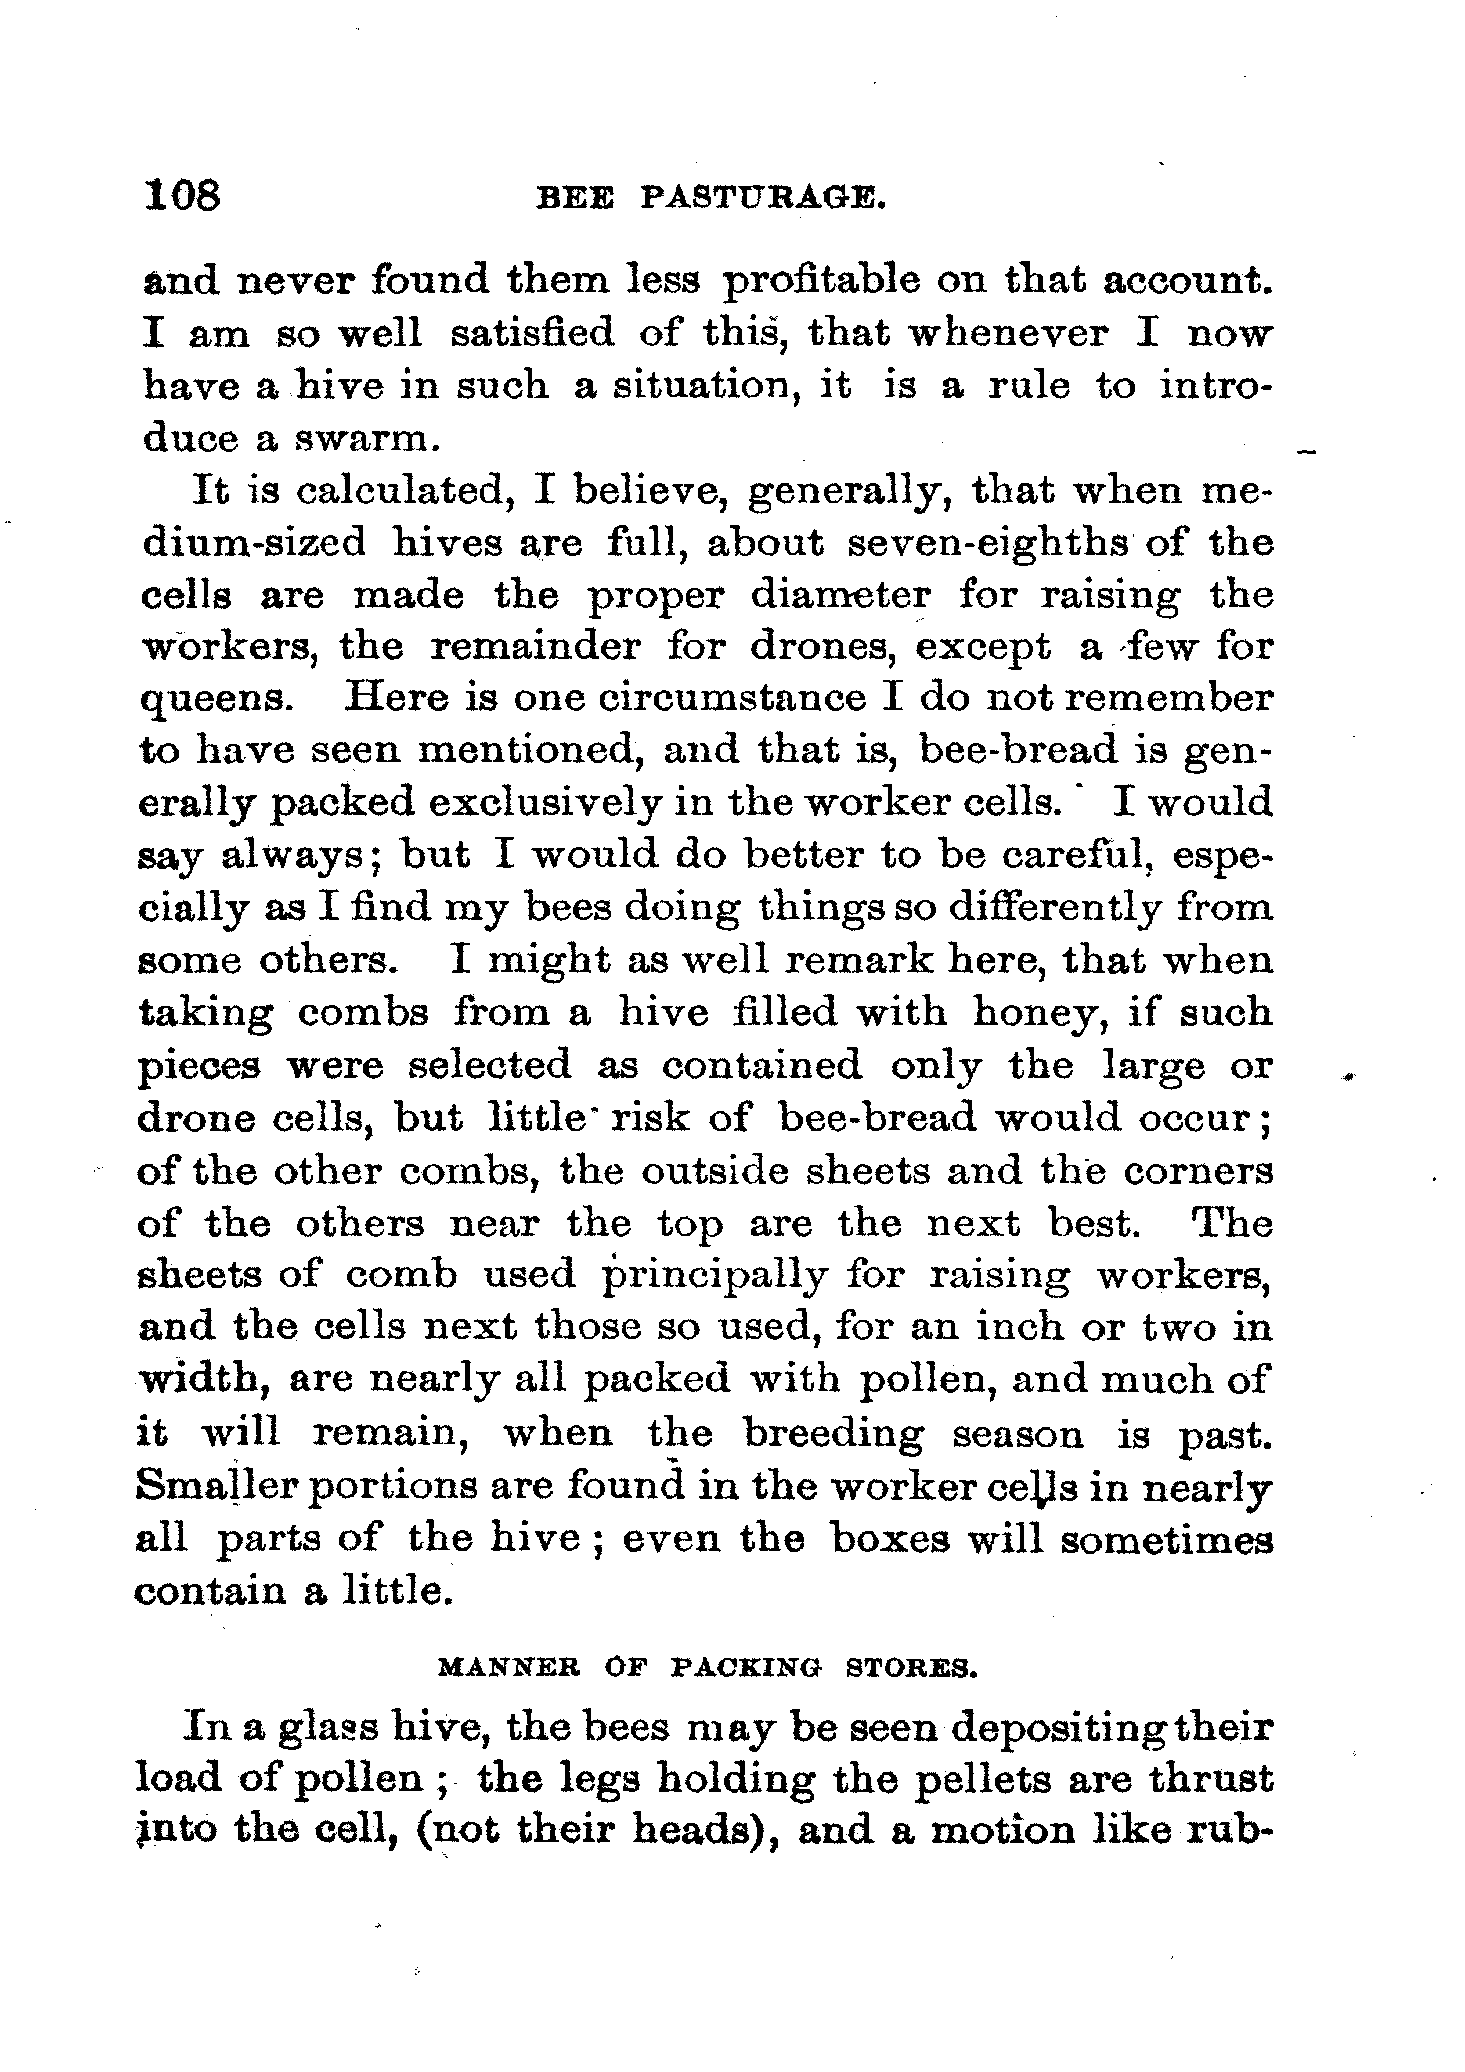 108 BEE PASTURAGE.
and never found them less profitable on that account.
I am so well satisfied of this, that whenever I now
have a hive in such a situation, it is a rule to intro-
duce a swarm.
It is calculated, I believe, generally, that when me-
dium-sized hives are full, about seven-eighths of the
cells are made the proper diameter for raising the
workers, the remainder for drones, except a few for
queens. Here is one circumstance I do not remember
to have seen mentioned, and that is, bee-bread is gen-
erally packed exclusively in the worker cells. I would
say always; but I would do better to be careful, espe-
cially as I find my bees doing things so differently from
some others. I might as well remark here, that when
taking combs from a hive filled with honey, if such
pieces were selected as contained only the large or
drone cells, but little risk of bee-bread would occur;
of the other combs, the outside sheets and the corners
of the others near the top are the next best. The
sheets of comb used principally for raising workers,
and the cells next those so used, for an inch or two in
width, are nearly all packed with pollen, and much of
it will remain, when the breeding season is past.
Smaller portions are found in the worker cells in nearly
all parts of the hive; even the boxes will sometimes
contain a little.
MANNER OF PACKING STORES.
In a glass hive, the bees may be seen depositing their
load of pollen; the legs holding the pellets are thrust
into the cell, (not their heads), and a motion like rub-